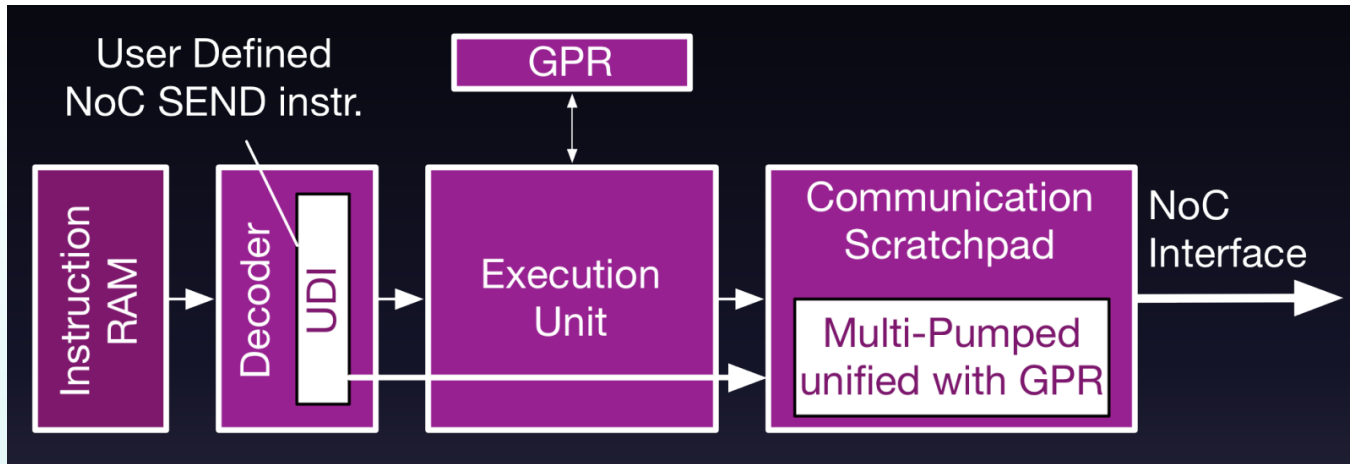 User Defined
NoC SEND instr.
GPR
Instruction
RAM
Decoder
UDI
Execution
Unit
Communication
Scratchpad
Multi-Pumped
unified with GPR
NoC
Interface